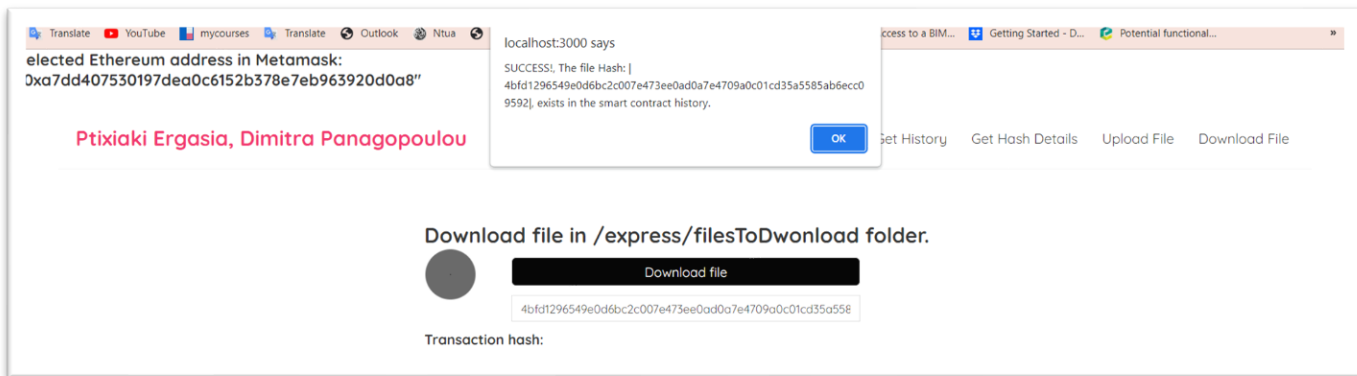 Translate YouTube mycourses Translate Outlook Ntua
ccess to a BIM... Getting Started - D... Potential functional... »
elected Ethereum address in Metamask:
0xa7dd407530197dea0c6152b378e7eb963920d0a8"
localhost:3000 says
SUCCESS!, The file Hash: |
4bfd1296549e0d6bc2c007e473ee0ad0a7e4709a0c01cd35a5585ab6ecc0
9592|, exists in the smart contract history.
OK
Ptixiaki Ergasia, Dimitra Panagopoulou
Get History Get Hash Details Upload File Download File
Download file in /express/filesToDwonload folder.
Download file
4bfd1296549e0d6bc2c007e473ee0ad0a7e4709a0c01cd35a558
Transaction hash: